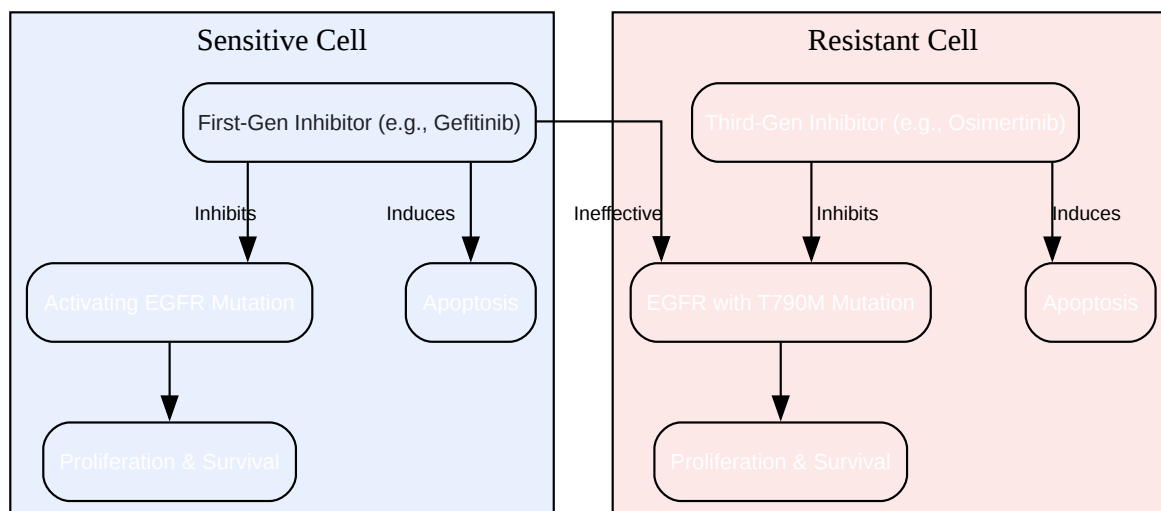 Sensitive Cell
First-Gen Inhibitor (e.g., Gefitinib)
Inhibits
Induces
Activating EGFR Mutation
Apoptosis
Proliferation & Survival
Ineffective
Resistant Cell
Third-Gen Inhibitor (e.g., Osimertinib)
Inhibits
Induces
EGFR with T790M Mutation
Apoptosis
Proliferation & Survival